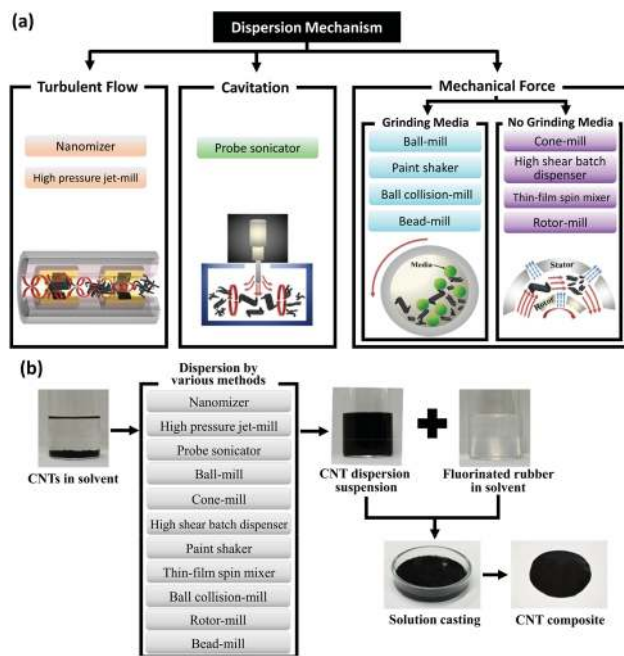 (a)
Dispersion Mechanism
Turbulent Flow
Nanomizer
High pressure jet-mill
Cavitation
Probe sonicator
Mechanical Force
Grinding Media
Ball-mill
Paint shaker
Ball collision-mill
Bead-mill
Media
No Grinding Media
Cone-mill
High shear batch
dispenser
Thin-film spin mixer
Rotor-mill
Stator
Rotor
(b)
CNTs in solvent
Dispersion by
various methods
Nanomizer
High pressure jet-mill
Probe sonicator
Ball-mill
Cone-mill
High shear batch dispenser
Paint shaker
Thin-film spin mixer
Ball collision-mill
Rotor-mill
Bead-mill
CNT dispersion
suspension
Fluorinated rubber
in solvent
Solution casting
CNT composite